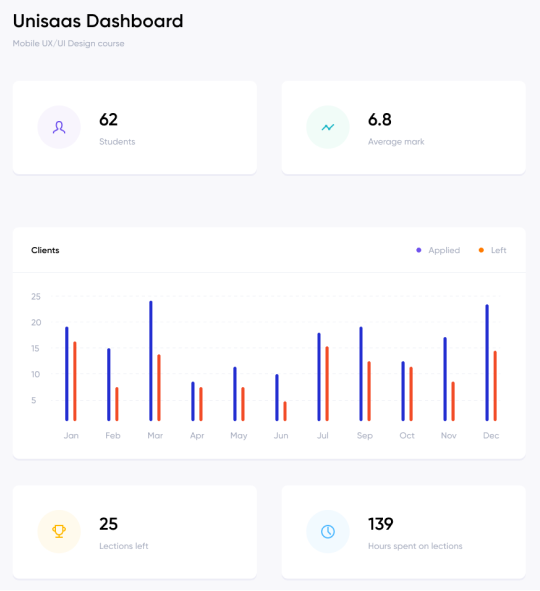 Unisaas Dashboard
Mobile UX/UI Design course
62
Students
6.8
Average mark
Clients
Applied
Left
25
20
15
10
5
Jan Feb Mar Apr May Jun Jul Sep Oct Nov Dec
25
Lections left
139
Hours spent on lections